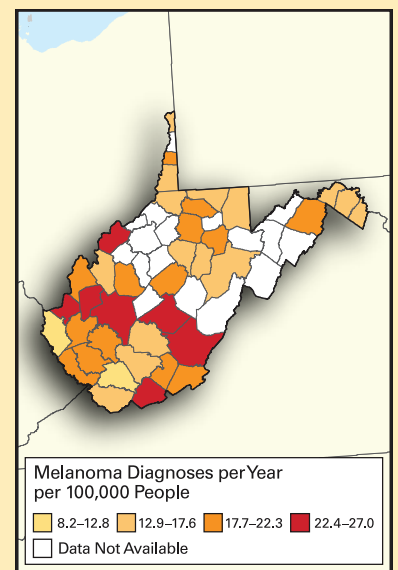 Melanoma Diagnoses per Year
per 100,000 People
8.2–12.8 12.9–17.6 17.7–22.3 22.4–27.0
Data Not Available